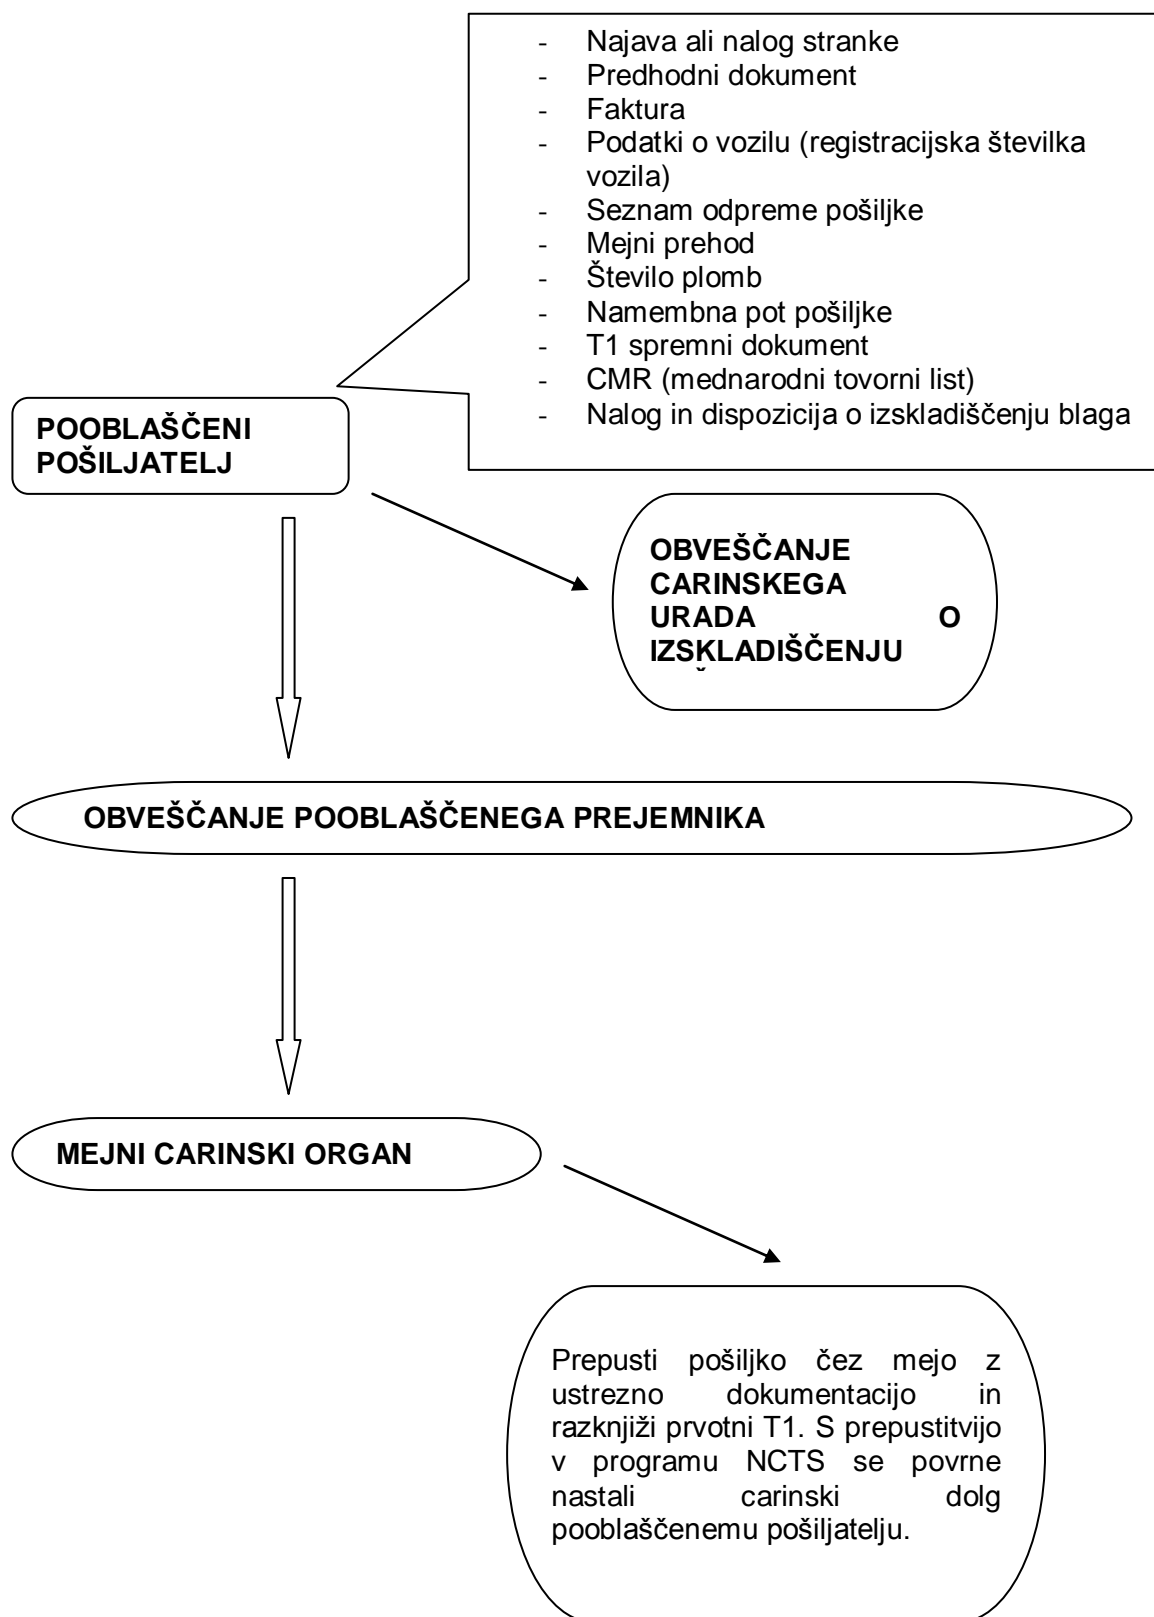 - Najava ali nalog stranke
- Predhodni dokument
- Faktura
- Podatki o vozilu (registracijska številka
vozila)
- Seznam odpreme pošiljke
- Mejni prehod
- Število plomb
- Namembna pot pošiljke
- T1 spremni dokument
- CMR (mednarodni tovorni list)
- Nalog in dispozicija o izskladiščenju blaga
POOBLAŠČENI
POŠILJATELJ
OBVEŠČANJE
CARINSKEGA
URADA O
IZSKLADIŠČENJU
OBVEŠČANJE POOBLAŠČENEGA PREJEMNIKA
MEJNI CARINSKI ORGAN
Prepusti pošiljko čez mejo z
ustrezno dokumentacijo in
razknjiži prvotni T1. S prepustitvijo
v programu NCTS se povrne
nastali carinski dolg
pooblaščenemu pošiljatelju.